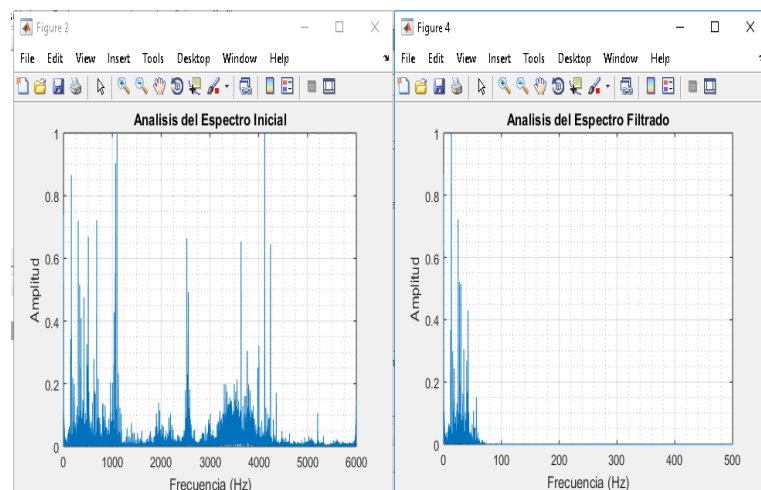 Figure 2
File Edit View Insert Tools Desktop Window Help
Analisis del Espectro Inicial
1
0.8
0.6
0.4
0.2
0
0 1000 2000 3000 4000 5000 6000
Amplitud
Frecuencia (Hz)
Figure 4
File Edit View Insert Tools Desktop Window Help
Analisis del Espectro Filtrado
1
0.8
0.6
0.4
0.2
0
0 100 200 300 400 500
Amplitud
Frecuencia (Hz)